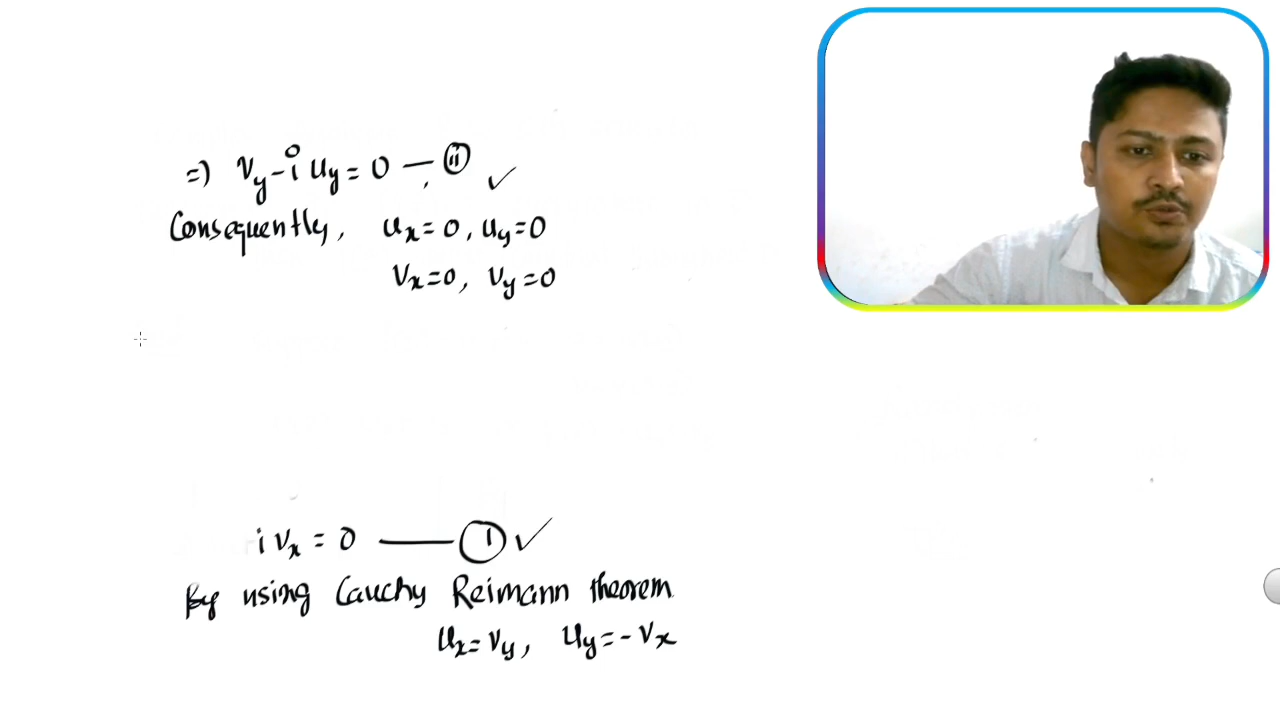 =) Vy - i uy = 0 — ⅱ ✓
Consequently, ux = 0, uy = 0
Vx = 0, Vy = 0
i Vx = 0 —— 1 ✓
By using Cauchy Reimann theorem
ux = Vy, uy = - Vx